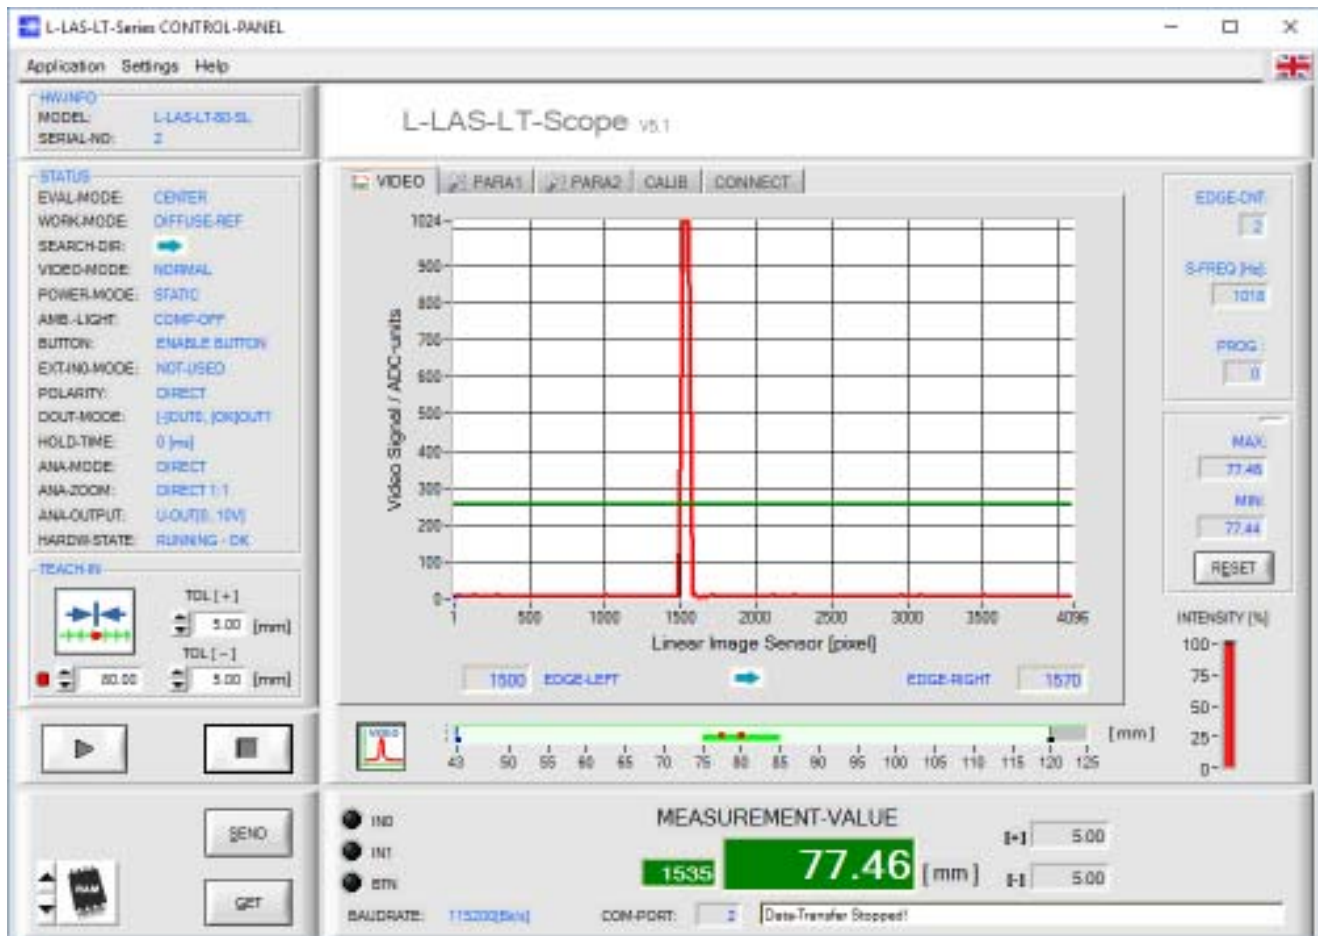 L-LAS-LT-Series CONTROL-PANEL
Application Settings Help
HW-INFO
MODEL: L-LAS-LT-80-SL
SERIAL-NO: 2
L-LAS-LT-Scope V5.1
STATUS
EVAL-MODE: CENTER
WORK-MODE: DIFFUSE-REF
SEARCH-DIR:
VIDEO-MODE: NORMAL
POWER-MODE: STATIC
AMB.-LIGHT: COMP-OFF
BUTTON: ENABLE BUTTON
EXT-IN0-MODE: NOT-USED
POLARITY: DIRECT
DOUT-MODE: [-]OUT0, [OK]OUT1
HOLD-TIME: 0 [ms]
ANA-MODE: DIRECT
ANA-ZOOM: DIRECT 1:1
ANA-OUTPUT: U-OUT[0, 10V]
HARDW-STATE: RUNNING - OK
TEACH-IN
TOL [+]
5.00 [mm]
TOL [-]
80.00 5.00 [mm]
VIDEO PARA1 PARA2 CALIB CONNECT
Video Signal / ADC-units
1024
900
800
700
600
500
400
300
200
100
0
1 500 1000 1500 2000 2500 3000 3500 4096
Linear Image Sensor [pixel]
1500 EDGE-LEFT EDGE-RIGHT 1570
EDGE-CNT:
2
S-FREQ [Hz]:
1018
PROG :
0
MAX:
77.46
MIN:
77.44
RESET
INTENSITY [%]
100
75
50
25
0
VIDEO
[mm]
43 50 55 60 65 70 75 80 85 90 95 100 105 110 115 120 125
SEND
GET
RAM
IN0
IN1
BTN
MEASUREMENT-VALUE
1535 77.46 [mm]
[+] 5.00
[-] 5.00
BAUDRATE: 115200[Bit/s] COM-PORT: 2 Data-Transfer Stopped!